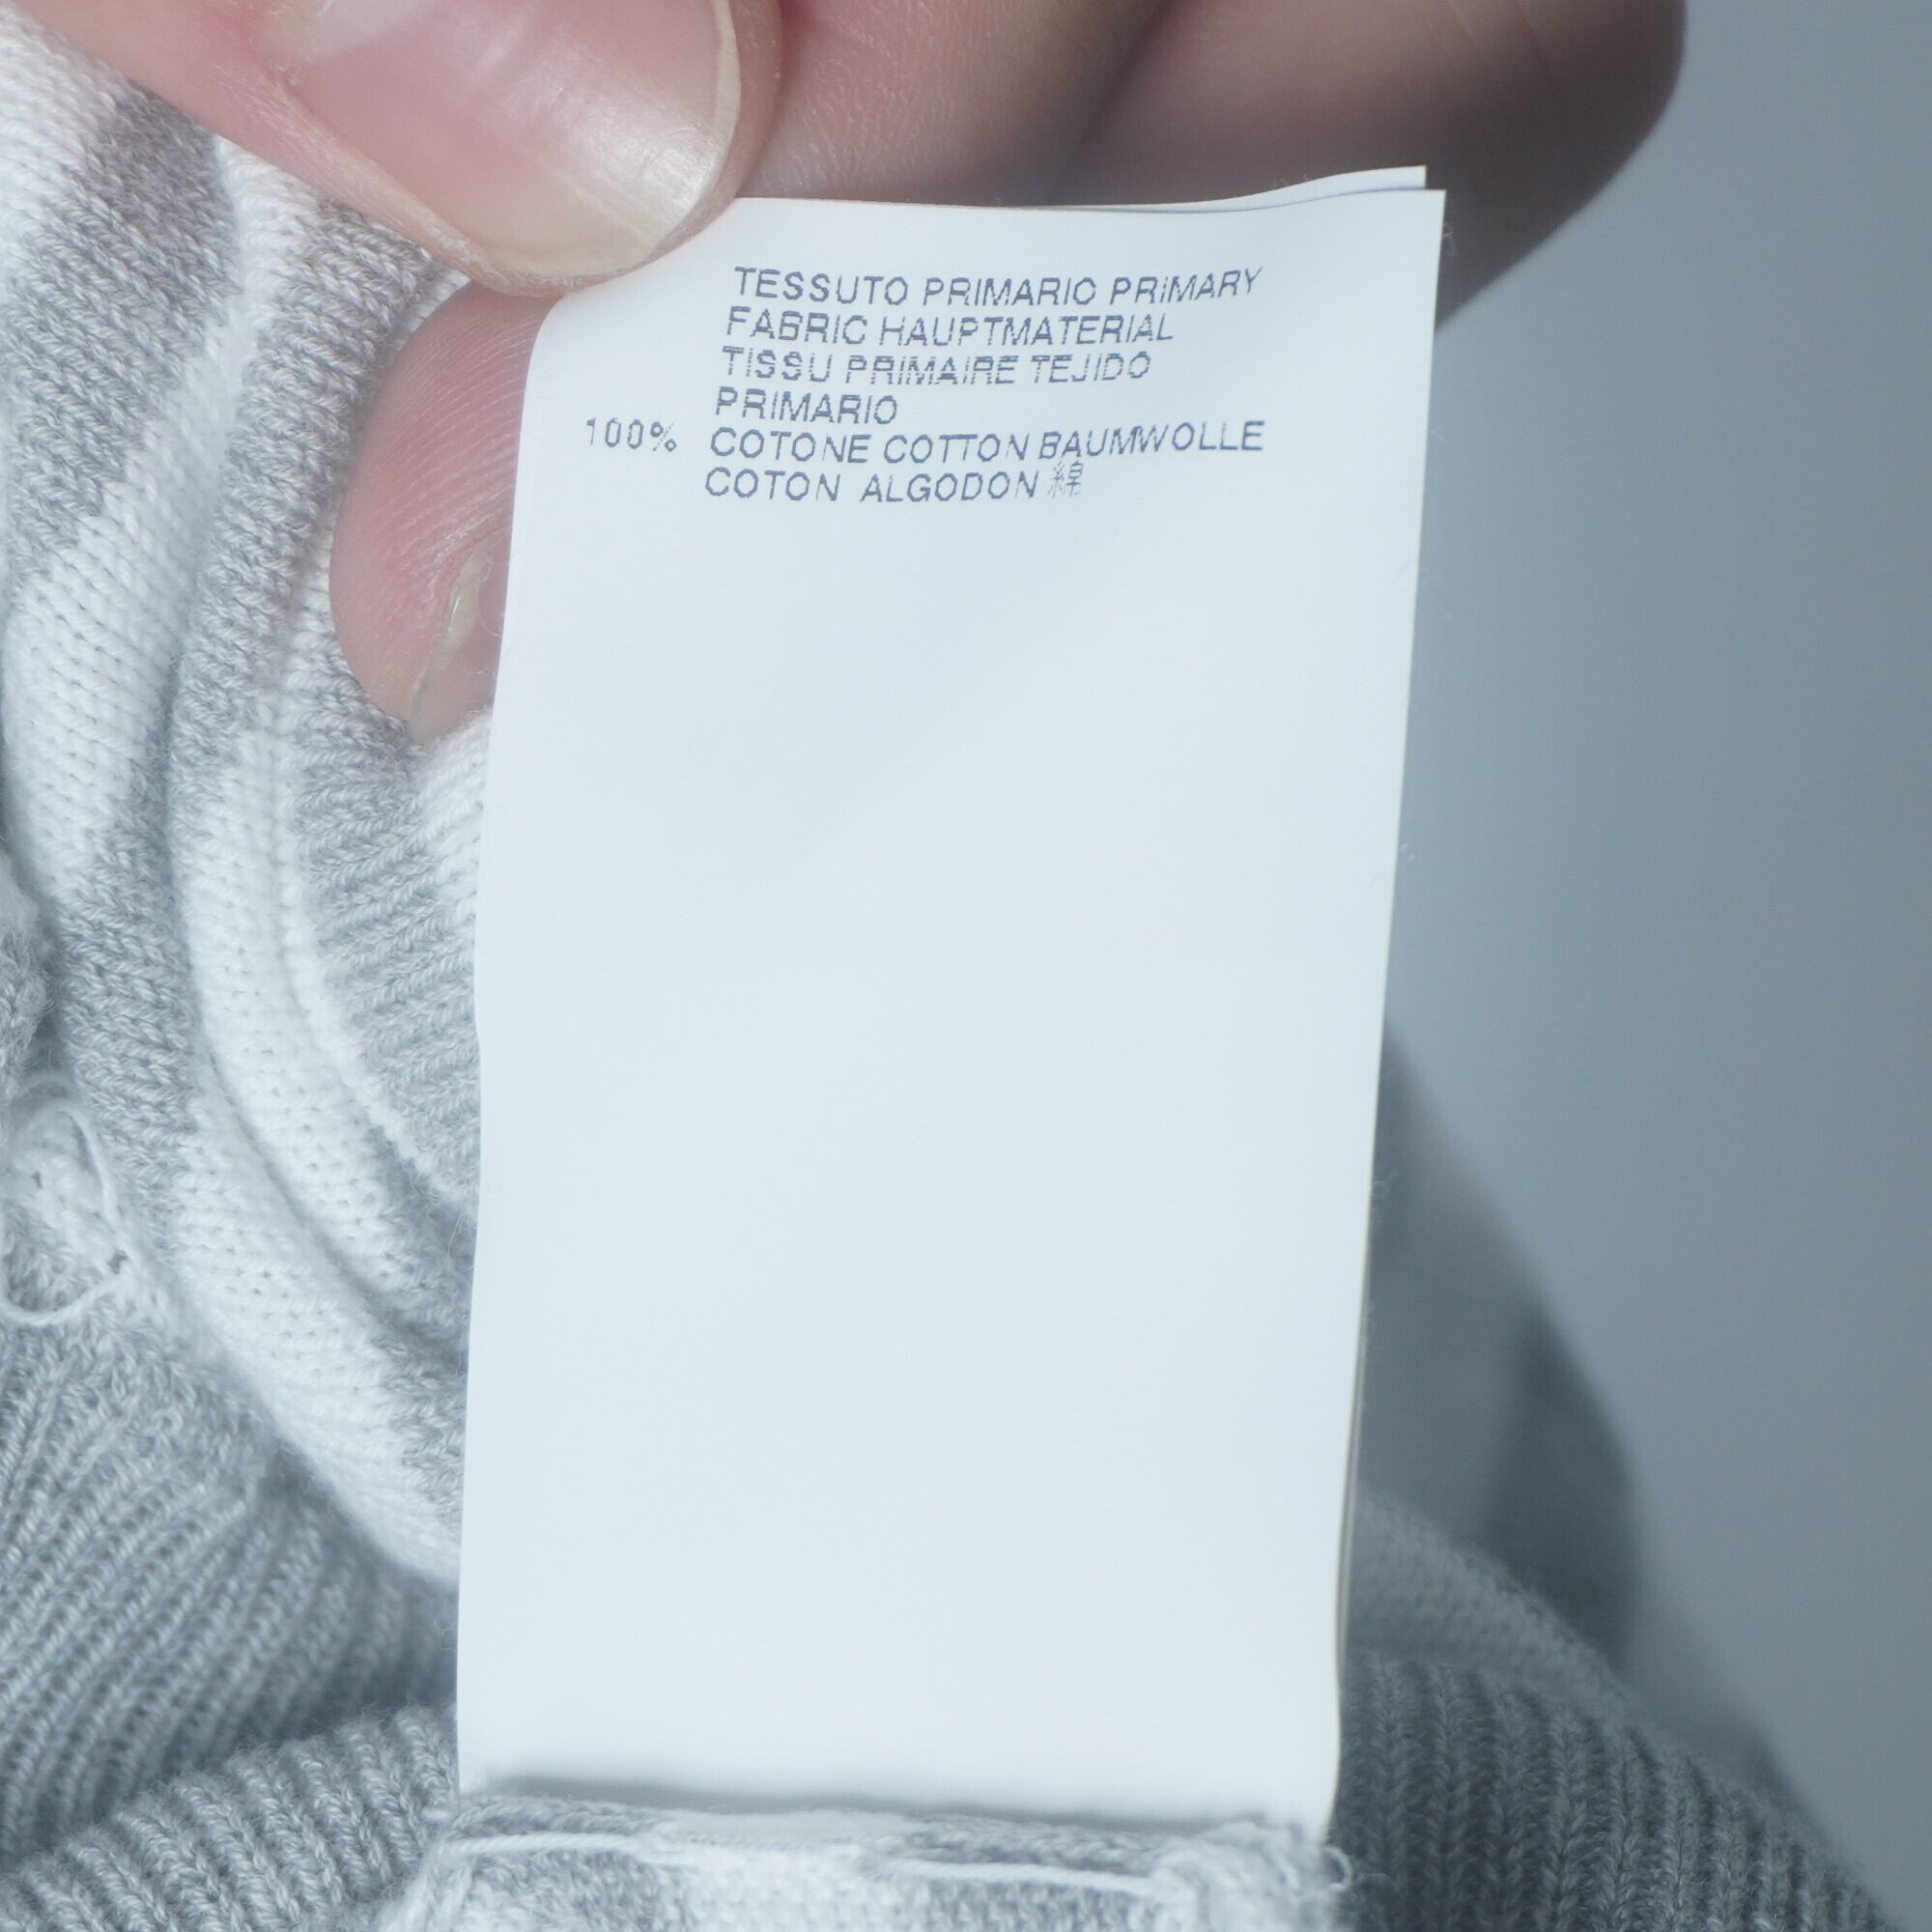 TESSUTO PRIMARIO PRIMARY
FABRIC HAUPTMATERIAL
TISSU PRIMAIRE TEJIDO
PRIMARIO
100% COTONE COTTON BAUMWOLLE
COTON ALGODON 綿